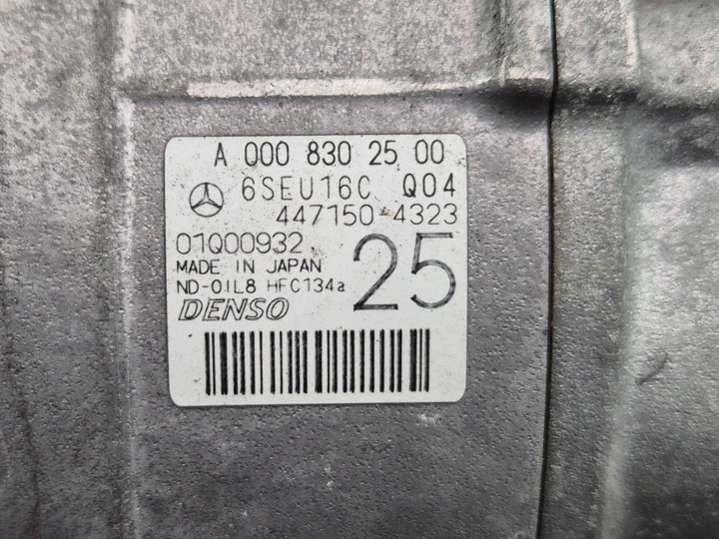 A 000 830 25 00
6SEU16C Q04
447150-4323
01Q00932
MADE IN JAPAN
ND-OIL8 HFC134a
25
DENSO